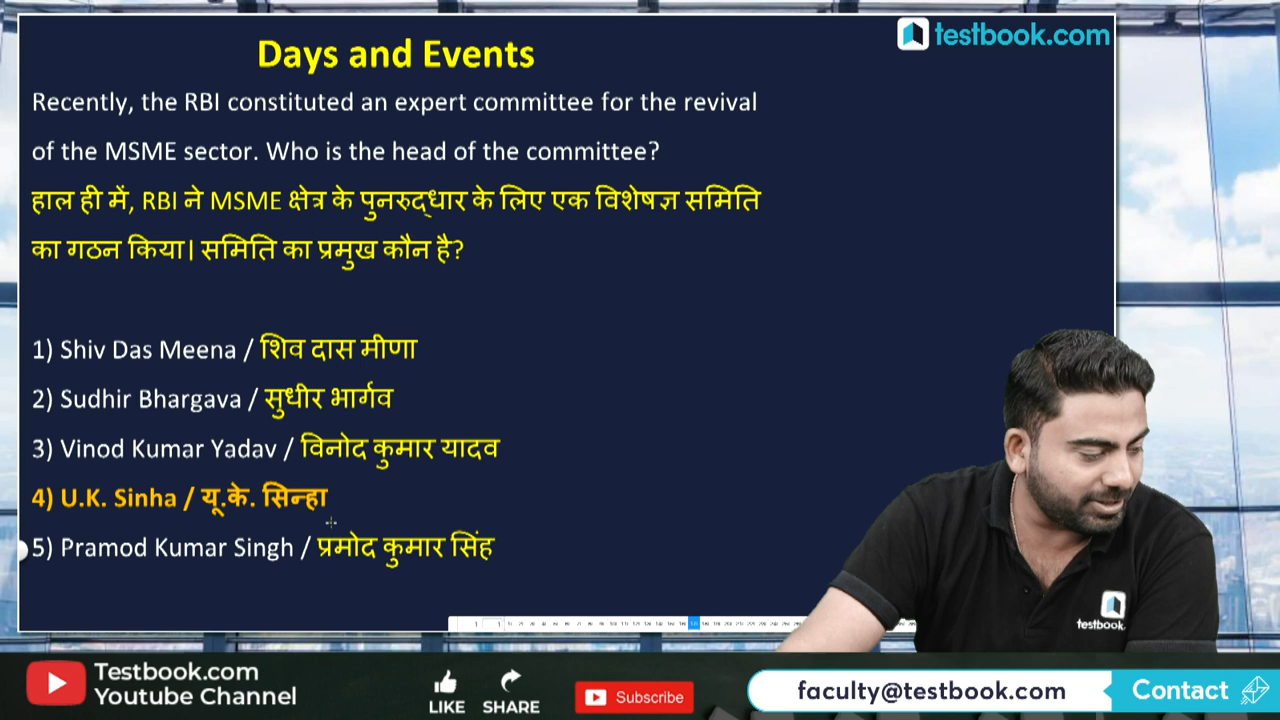 testbook.com
Days and Events
Recently, the RBI constituted an expert committee for the revival
of the MSME sector. Who is the head of the committee?
हाल ही में, RBI ने MSME क्षेत्र के पुनरुद्धार के लिए एक विशेषज्ञ समिति
का गठन किया। समिति का प्रमुख कौन है?
1) Shiv Das Meena / शिव दास मीणा
2) Sudhir Bhargava / सुधीर भार्गव
3) Vinod Kumar Yadav / विनोद कुमार यादव
4) U.K. Sinha / यू.के. सिन्हा
5) Pramod Kumar Singh / प्रमोद कुमार सिंह
testbook.
Testbook.com
Youtube Channel
LIKE
SHARE
Subscribe
faculty@testbook.com
Contact